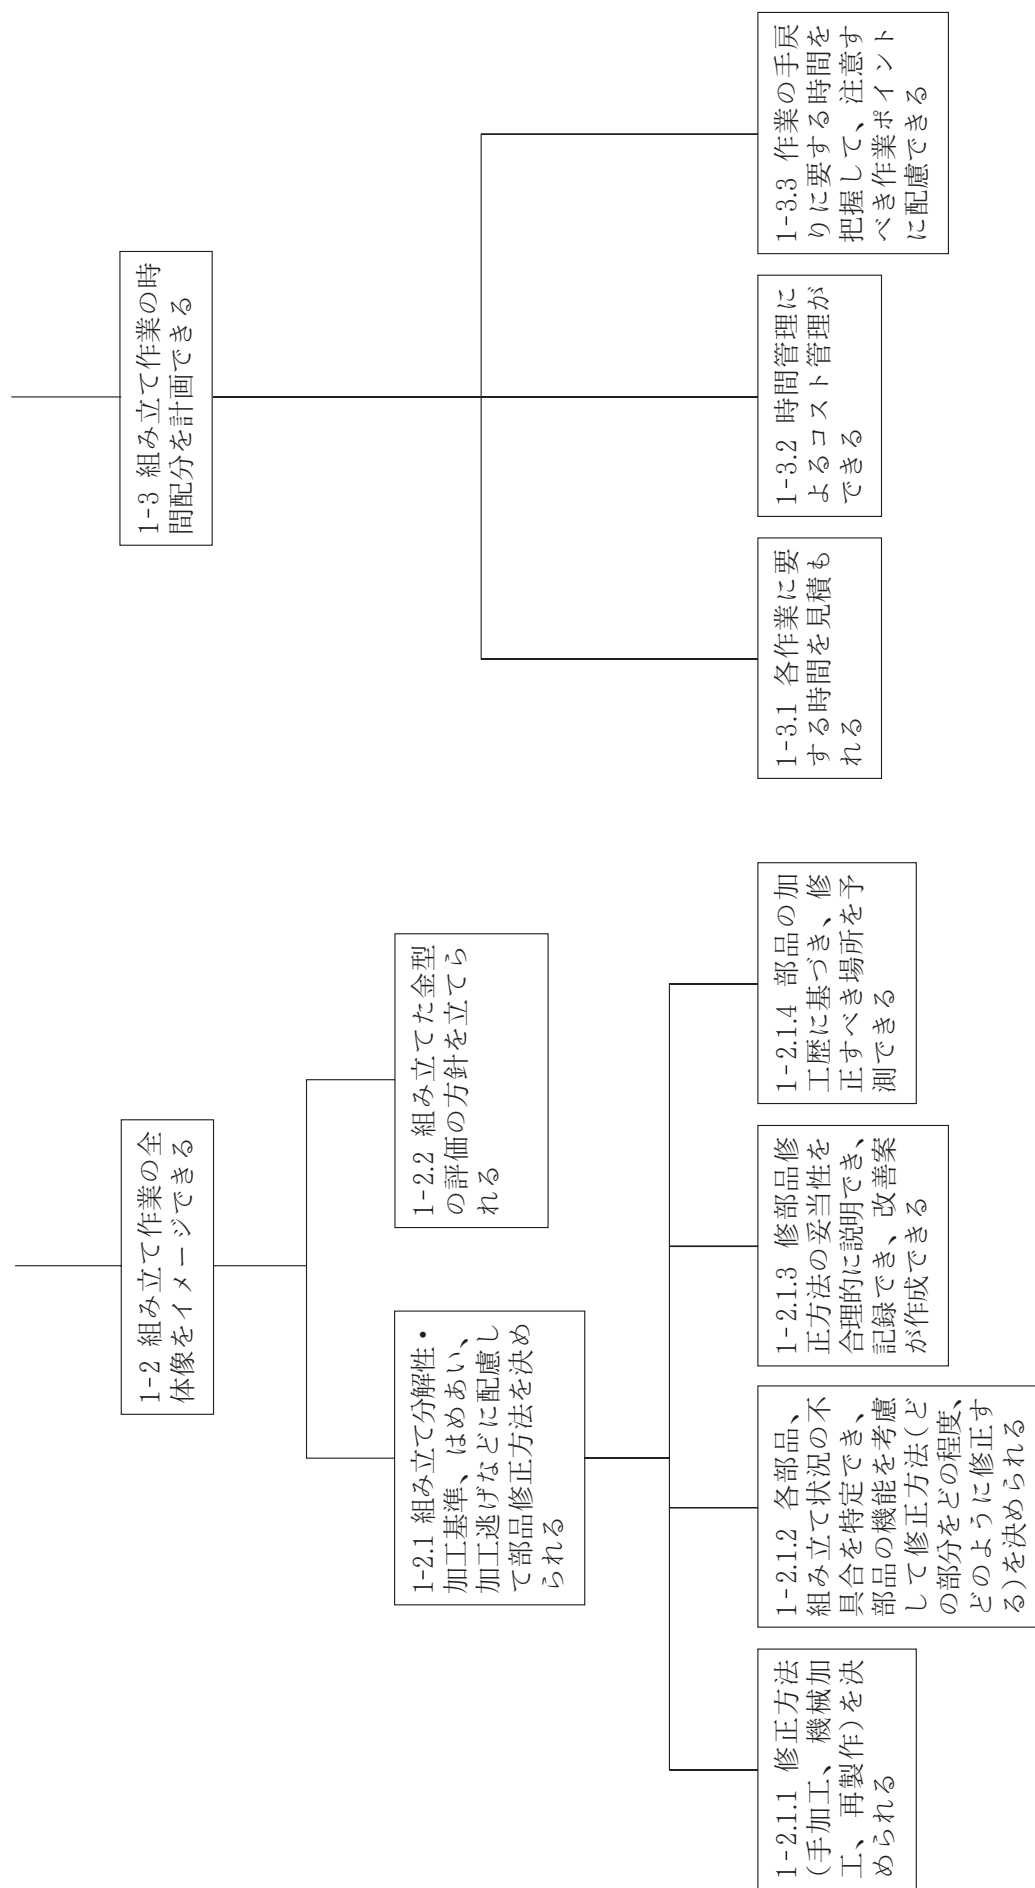 1-2 組み立て作業の全
体像をイメージできる
1-2.1 組み立て分解性・
加工基準、はめあい、
加工逃げなどに配慮し
て部品修正方法を決め
られる
1-2.1.1 修正方法
(手加工、機械加
工、再製作)を決
められる
1-2.1.2 各部品、
組み立て状況の不
具合を特定でき、
部品の機能を考慮
して修正方法(ど
の部分をどの程度、
どのように修正す
る)を決められる
1-2.1.3 修部品修
正方法の妥当性を
合理的に説明でき、
記録でき、改善案
が作成できる
1-2.1.4 部品の加
工歴に基づき、修
正すべき場所を予
測できる
1-2.2 組み立てた金型
の評価の方針を立てら
れる
1-3 組み立て作業の時
間配分を計画できる
1-3.1 各作業に要
する時間を見積も
れる
1-3.2 時間管理に
よるコスト管理が
できる
1-3.3 作業の手戻
りに要する時間を
把握して、注意す
べき作業ポイント
に配慮できる